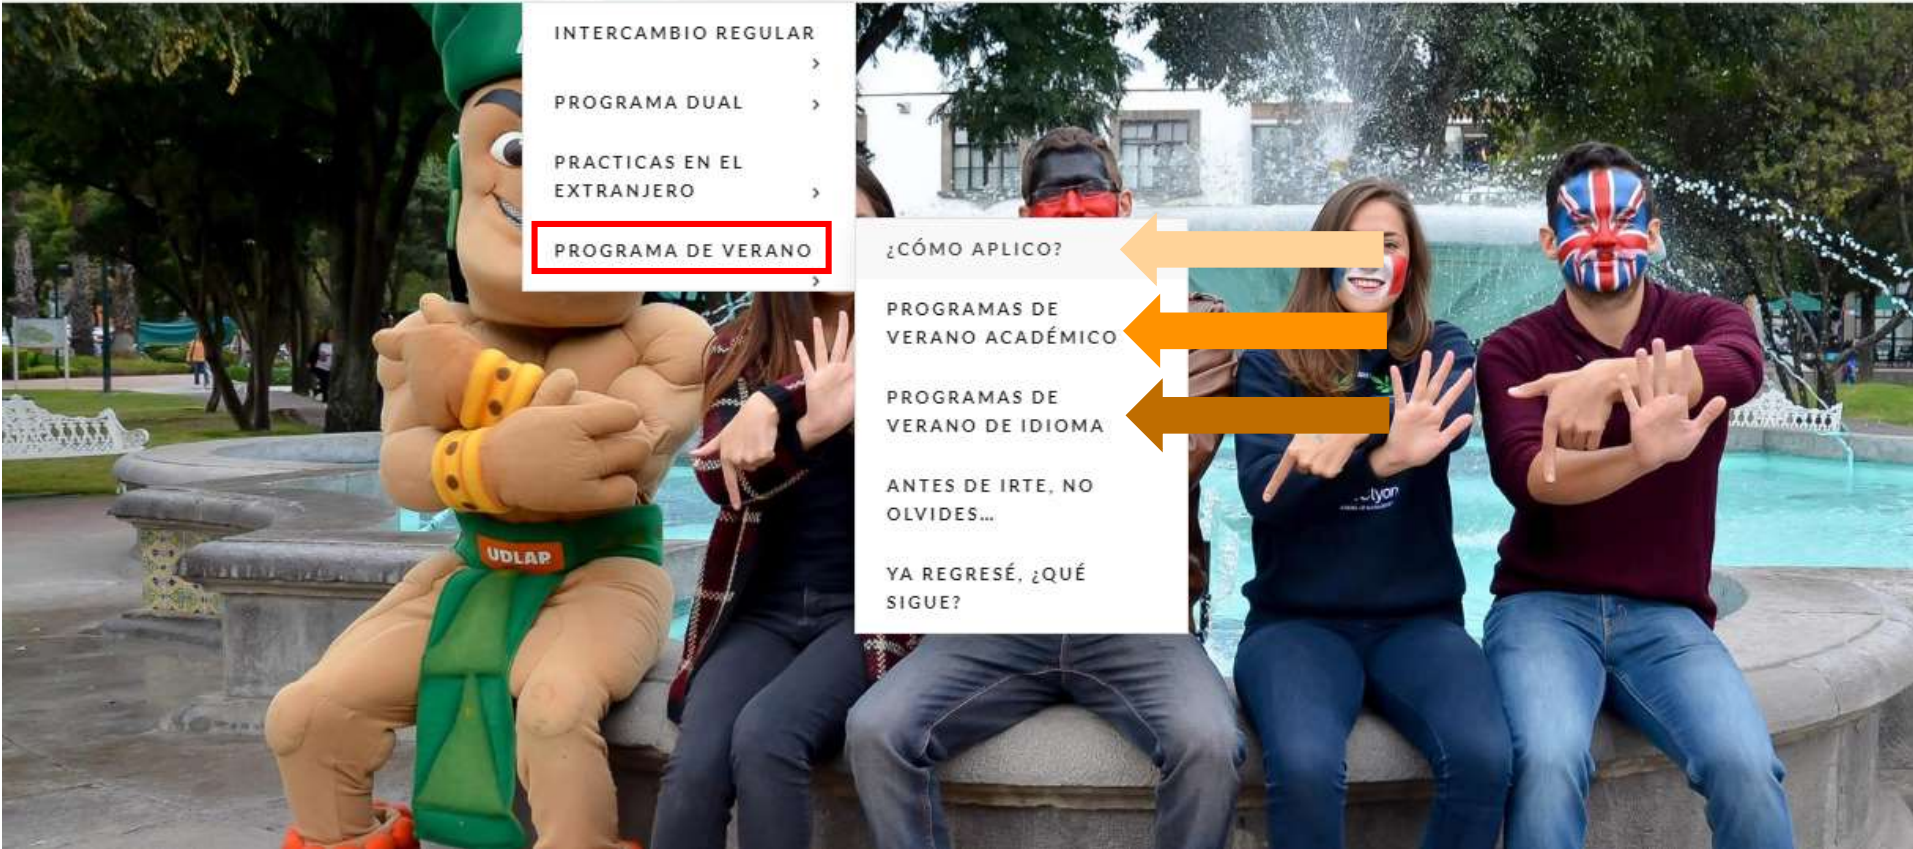 INTERCAMBIO REGULAR
PROGRAMA DUAL
PRACTICAS EN EL
EXTRANJERO
PROGRAMA DE VERANO
¿CÓMO APLICO?
PROGRAMAS DE
VERANO ACADÉMICO
PROGRAMAS DE
VERANO DE IDIOMA
ANTES DE IRTE, NO
OLVIDES...
YA REGRESÉ, ¿QUÉ
SIGUE?
UDLAP